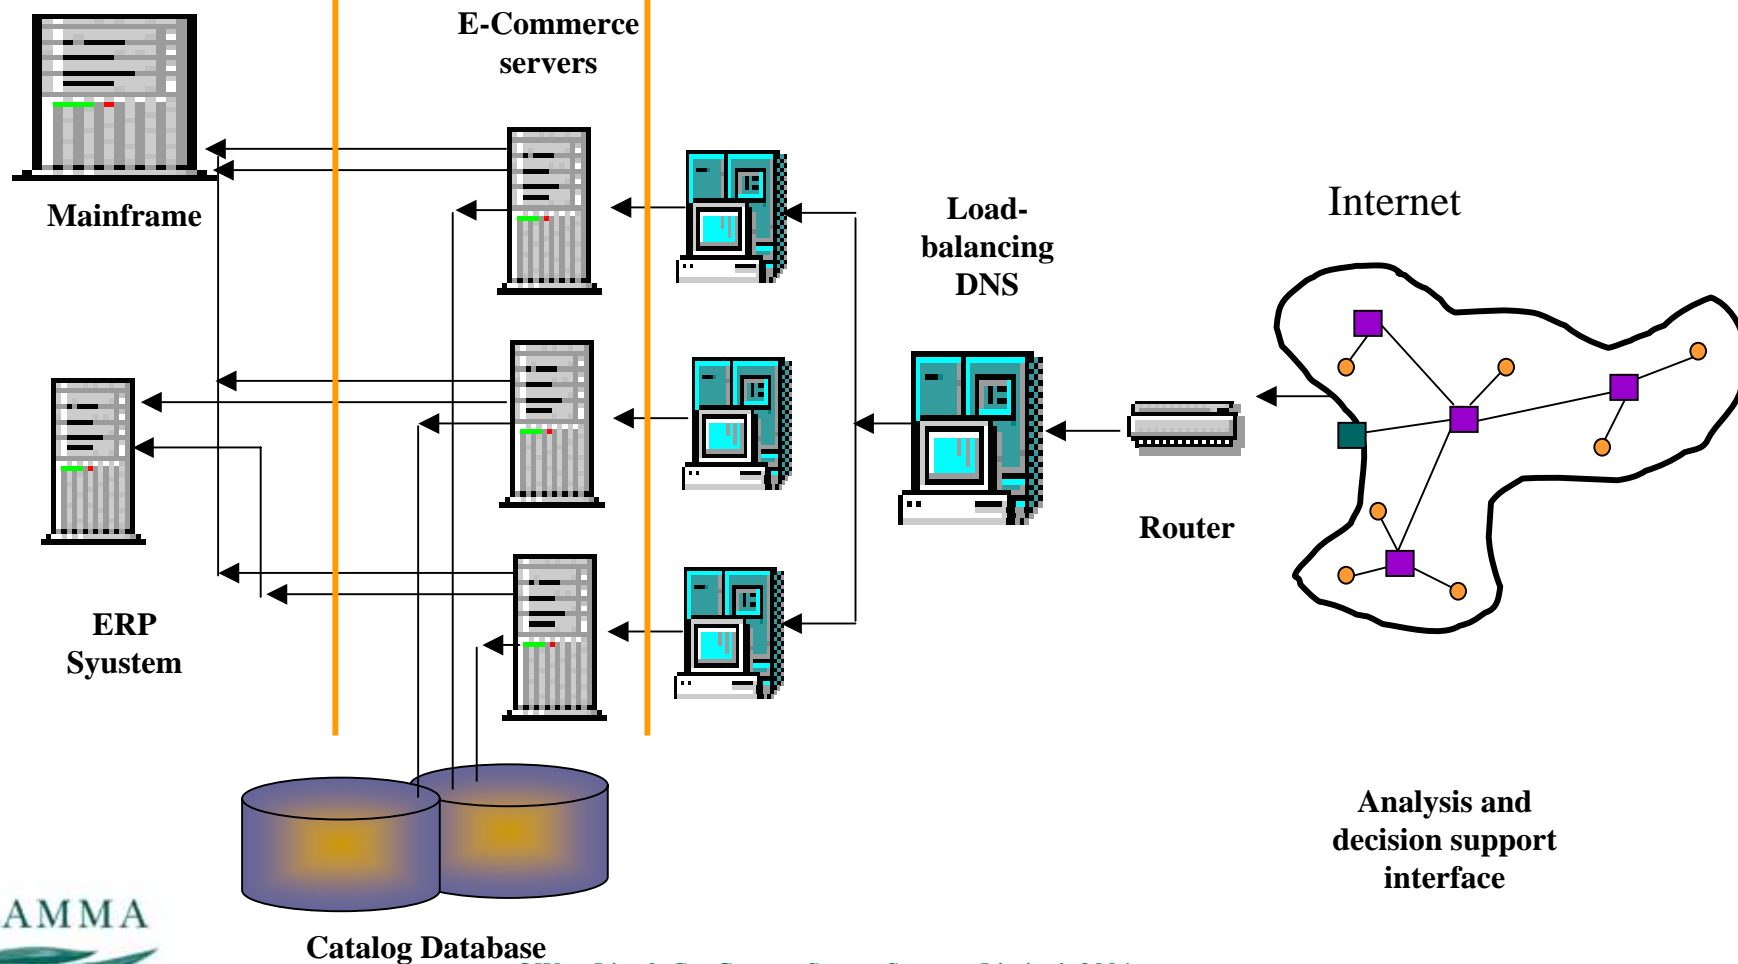 E-Commerce
servers
Mainframe
Load-
balancing
DNS
Internet
Router
ERP
Syustem
Analysis and
decision support
interface
AMMA
Catalog Database